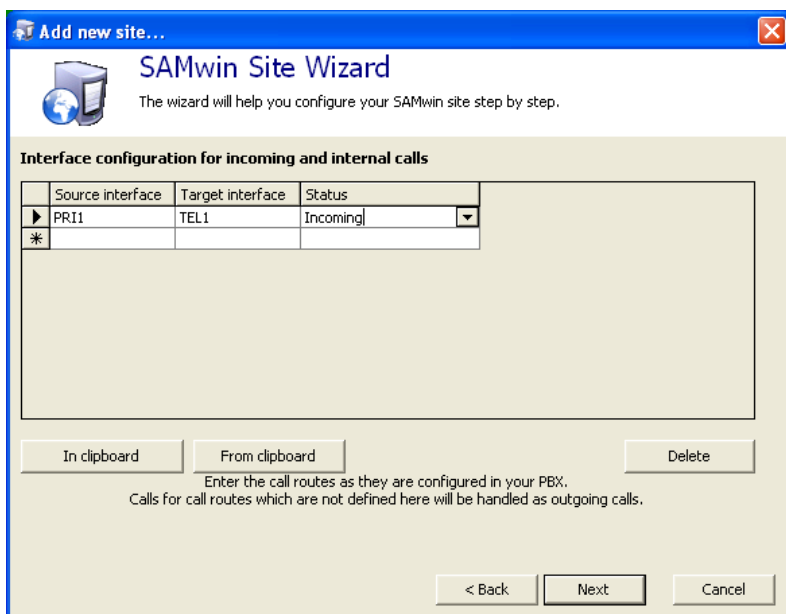 Add new site...
SAMwin Site Wizard
The wizard will help you configure your SAMwin site step by step.
Interface configuration for incoming and internal calls
Source interface Target interface Status
PRI1 TEL1 Incoming
In clipboard From clipboard Delete
Enter the call routes as they are configured in your PBX.
Calls for call routes which are not defined here will be handled as outgoing calls.
< Back Next Cancel